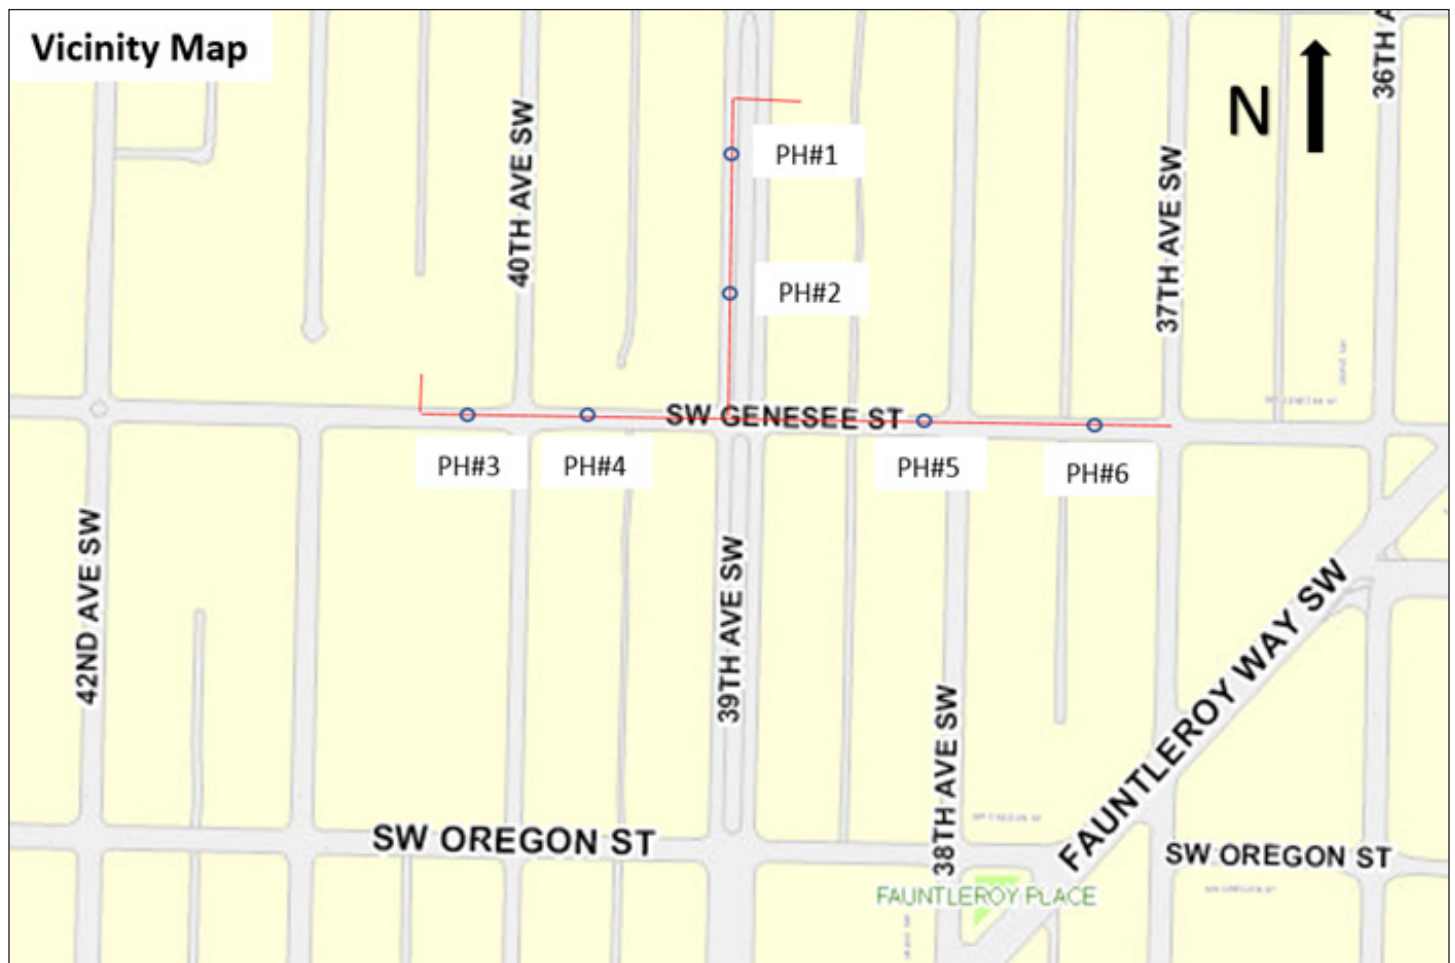 Vicinity Map
36TH A
N
40TH AVE SW
PH#1
37TH AVE SW
PH#2
SW GENESEE ST
PH#3
PH#4
PH#5
PH#6
42ND AVE SW
39TH AVE SW
FAUNTLEROY WAY SW
38TH AVE SW
SW OREGON ST
SW OREGON ST
FAUNTLEROY PLACE